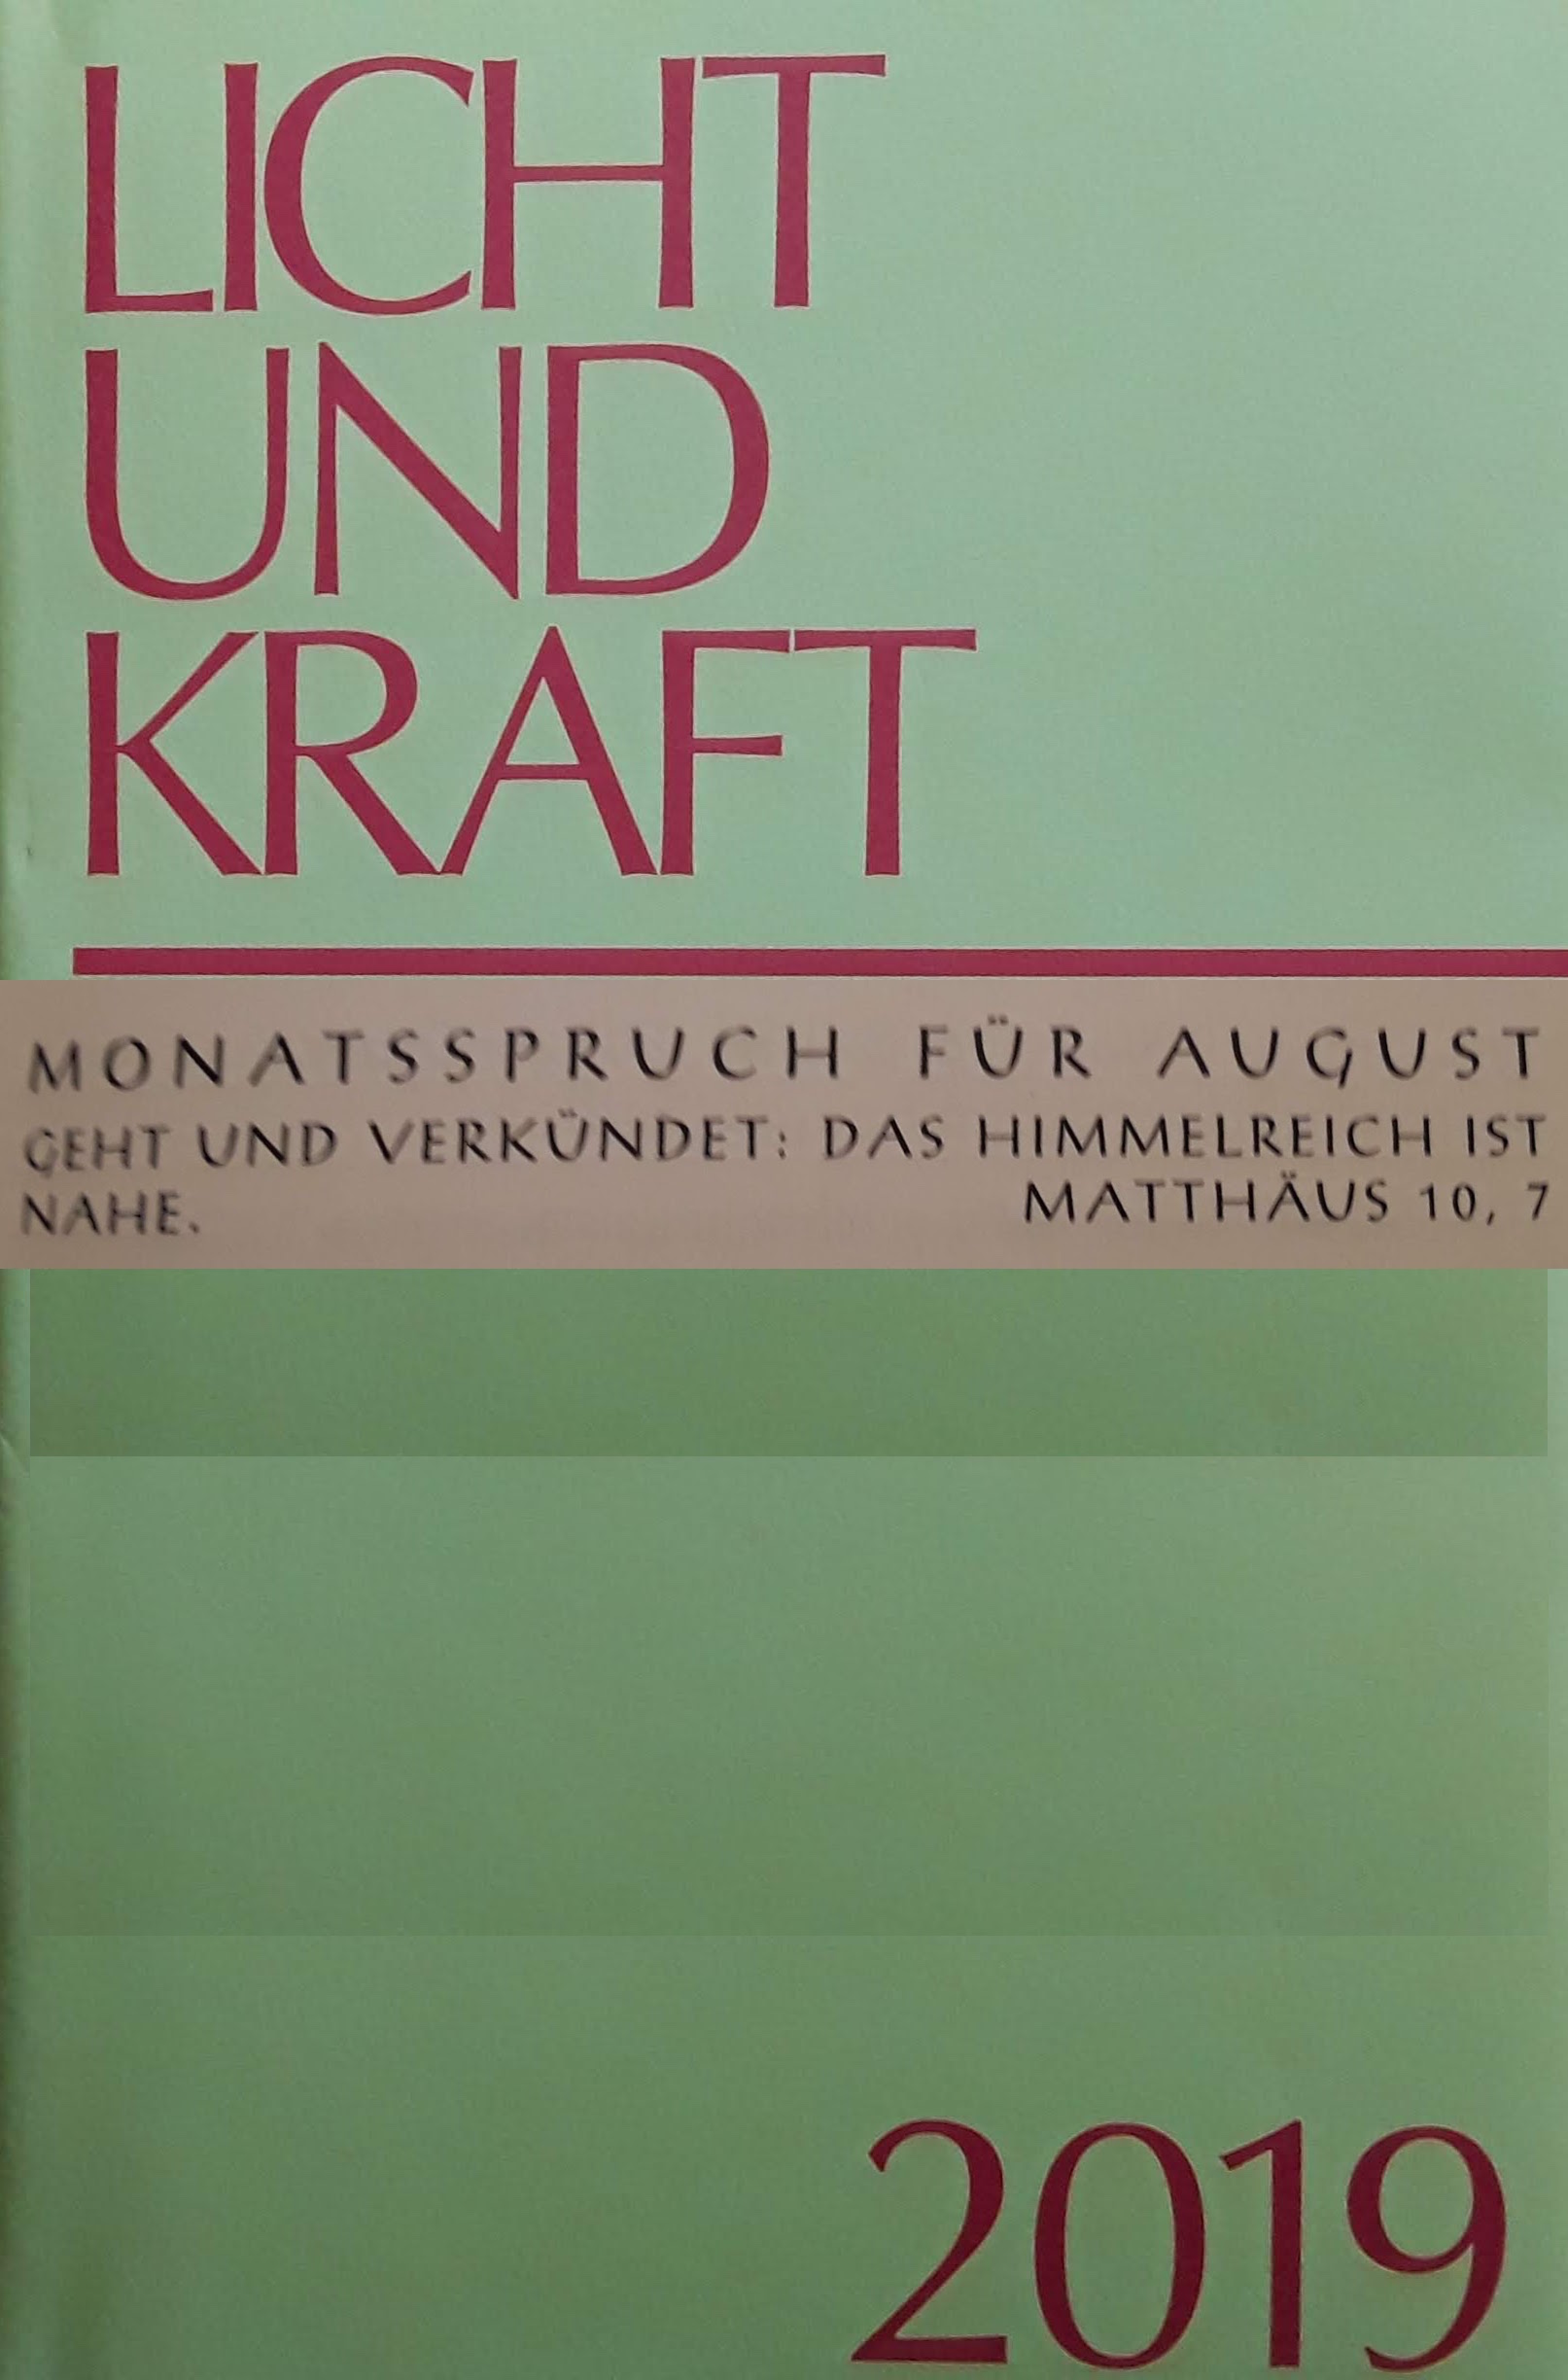 LICHT
UND
KRAFT
MONATSSPRUCH FÜR AUGUST
GEHT UND VERKÜNDET: DAS HIMMELREICH IST
NAHE. MATTHÄUS 10, 7
2019